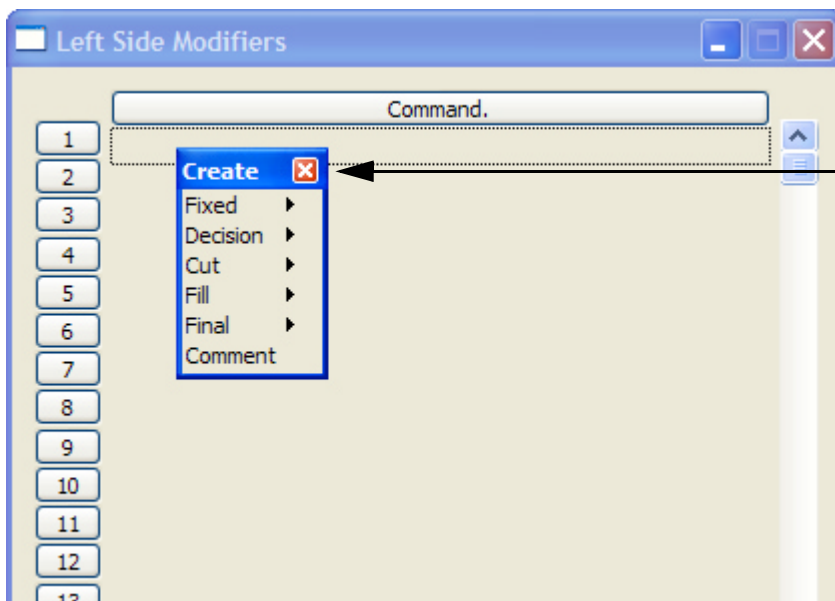 Left Side Modifiers
Command.
1
2
Create
3
Fixed
Decision
4
Cut
5
Fill
6
Final
7
Comment
8
9
10
11
12
13